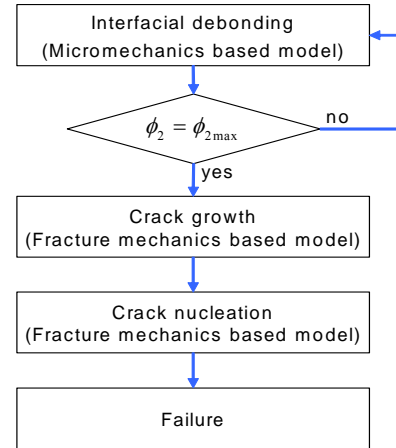 Interfacial debonding
(Micromechanics based model)
ϕ₂ = ϕ₂max
no
yes
Crack growth
(Fracture mechanics based model)
Crack nucleation
(Fracture mechanics based model)
Failure